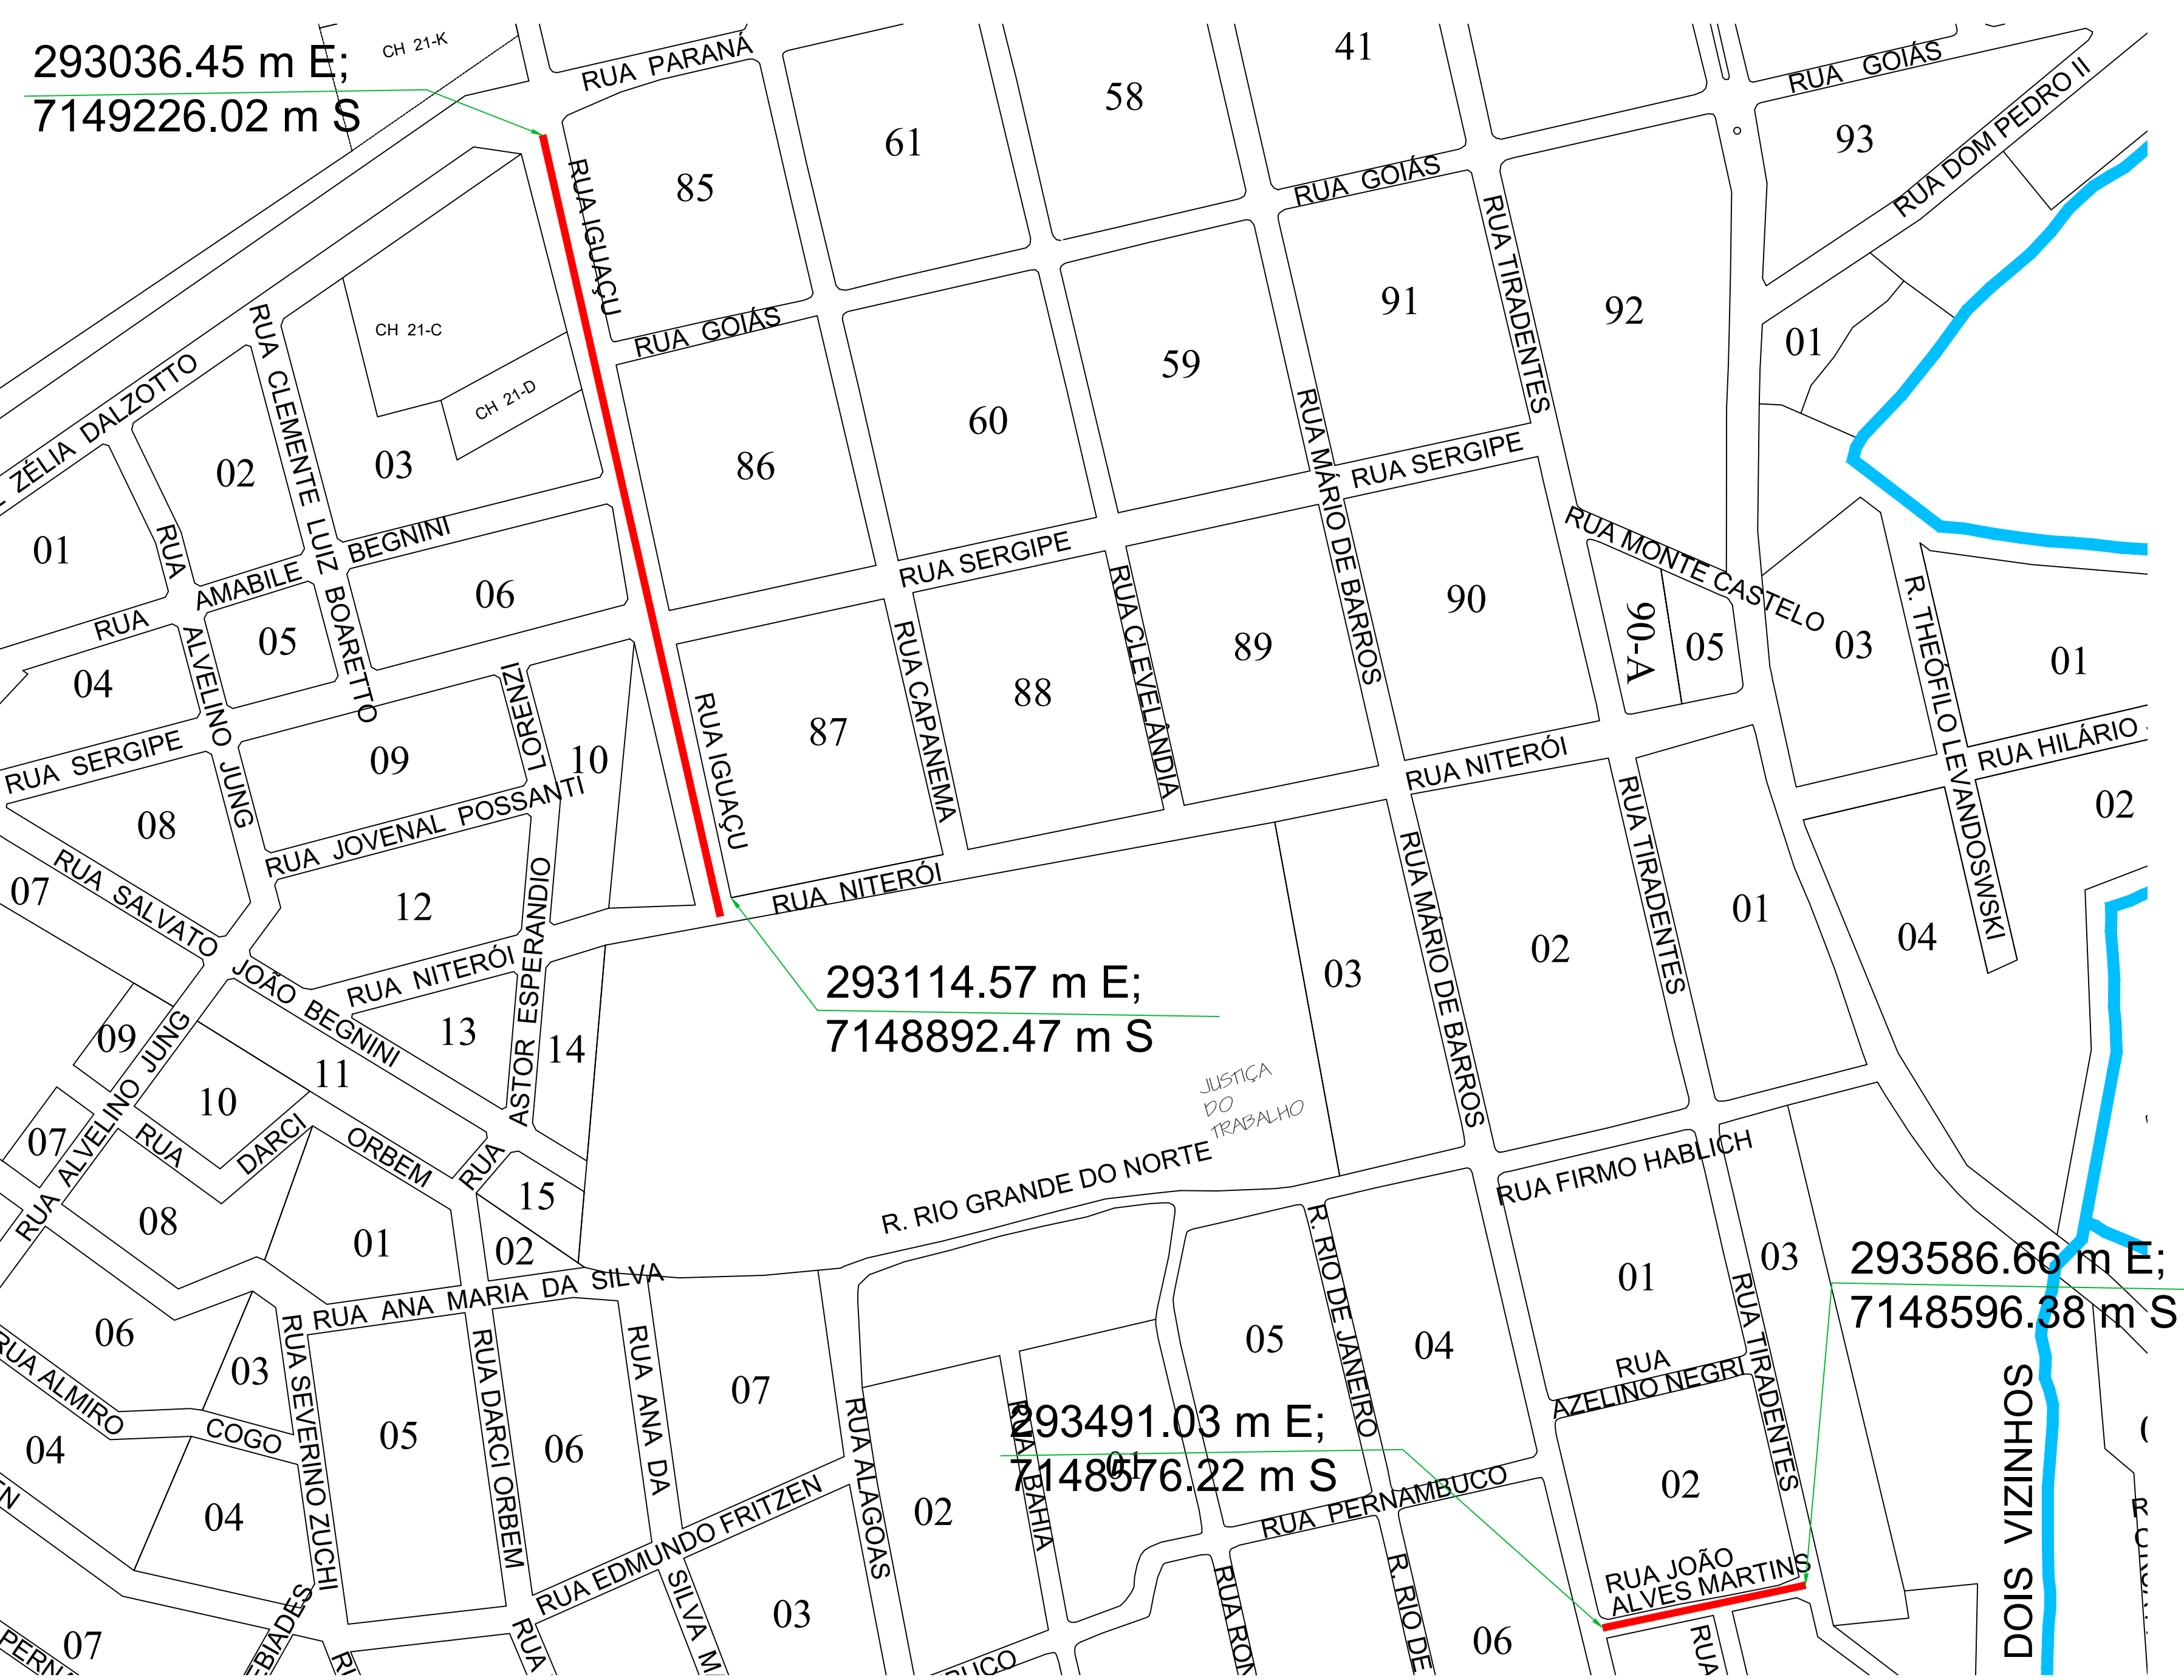 293036.45 m E;
7149226.02 m S
CH 21-K
RUA PARANÁ
58
41
RUA GOIÁS
RUA DOM PEDRO II
93
61
85
RUA IGUAÇU
RUA GOIÁS
RUA TIRADENTES
91
92
01
CH 21-C
CH 21-D
RUA GOIÁS
59
60
86
RUA CLEMENTE LUIZ BOARETTO
ZÉLIA DALZOTTO
02
03
01
RUA ALVELINO JUNG
RUA AMABILE BEGNINI
06
05
04
RUA SERGIPE
RUA SERGIPE
RUA MÁRIO DE BARROS
RUA MONTE CASTELO
90
90-A
05
03
R. THEÓFILO LEVANDOSWSKI
01
RUA HILÁRIO
02
89
88
87
RUA CLEVELÂNDIA
RUA CAPANEMA
RUA IGUAÇU
LORENZI
10
09
RUA SERGIPE
08
RUA JOVENAL POSSANTI
RUA NITERÓI
RUA TIRADENTES
RUA NITERÓI
RUA SALVATO JOÃO BEGNINI
07
12
RUA NITERÓI
RUA ASTOR ESPERANDIO
RUA MÁRIO DE BARROS
01
02
03
04
293114.57 m E;
7148892.47 m S
13
14
09
RUA ALVELINO JUNG
11
10
07
RUA DARCI ORBEM
JUSTIÇA
DO
TRABALHO
R. RIO GRANDE DO NORTE
RUA FIRMO HABLICH
15
02
01
08
RUA ANA MARIA DA SILVA
R. RIO DE JANEIRO
01
03
293586.66 m E;
7148596.38 m S
06
03
RUA SEVERINO ZUCHI
RUA DARCI ORBEM
RUA ANA DA SILVA
07
05
04
RUA
AZELINO NEGRI
RUA TIRADENTES
DOIS VIZINHOS
RUA ALMIRO COGO
04
05
06
RUA ALAGOAS
RUA BAHIA
293491.03 m E;
01
7148576.22 m S
02
RUA PERNAMBUCO
02
04
RUA EDMUNDO FRITZEN
RUA JOÃO
ALVES MARTINS
03
07
RUA
R. RIO DE
06
RUA